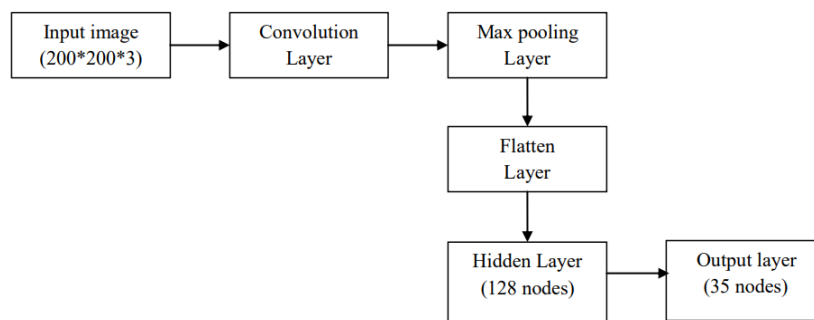 Input image
(200*200*3)
Convolution
Layer
Max pooling
Layer
Flatten
Layer
Hidden Layer
(128 nodes)
Output layer
(35 nodes)